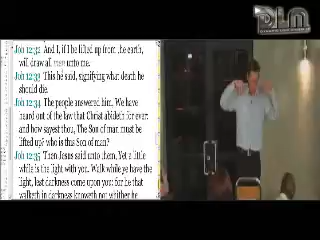 Joh 12:32 And I, if I be lifted up from the earth,
will draw all men unto me.
Joh 12:33 This he said, signifying what death he
should die.
Joh 12:34 The people answered him, We have
heard out of the law that Christ abideth for ever:
and how sayest thou, The Son of man must be
lifted up? who is this Son of man?
Joh 12:35 Then Jesus said unto them, Yet a little
while is the light with you. Walk while ye have the
light, lest darkness come upon you: for he that
walketh in darkness knoweth not whither he
DLM